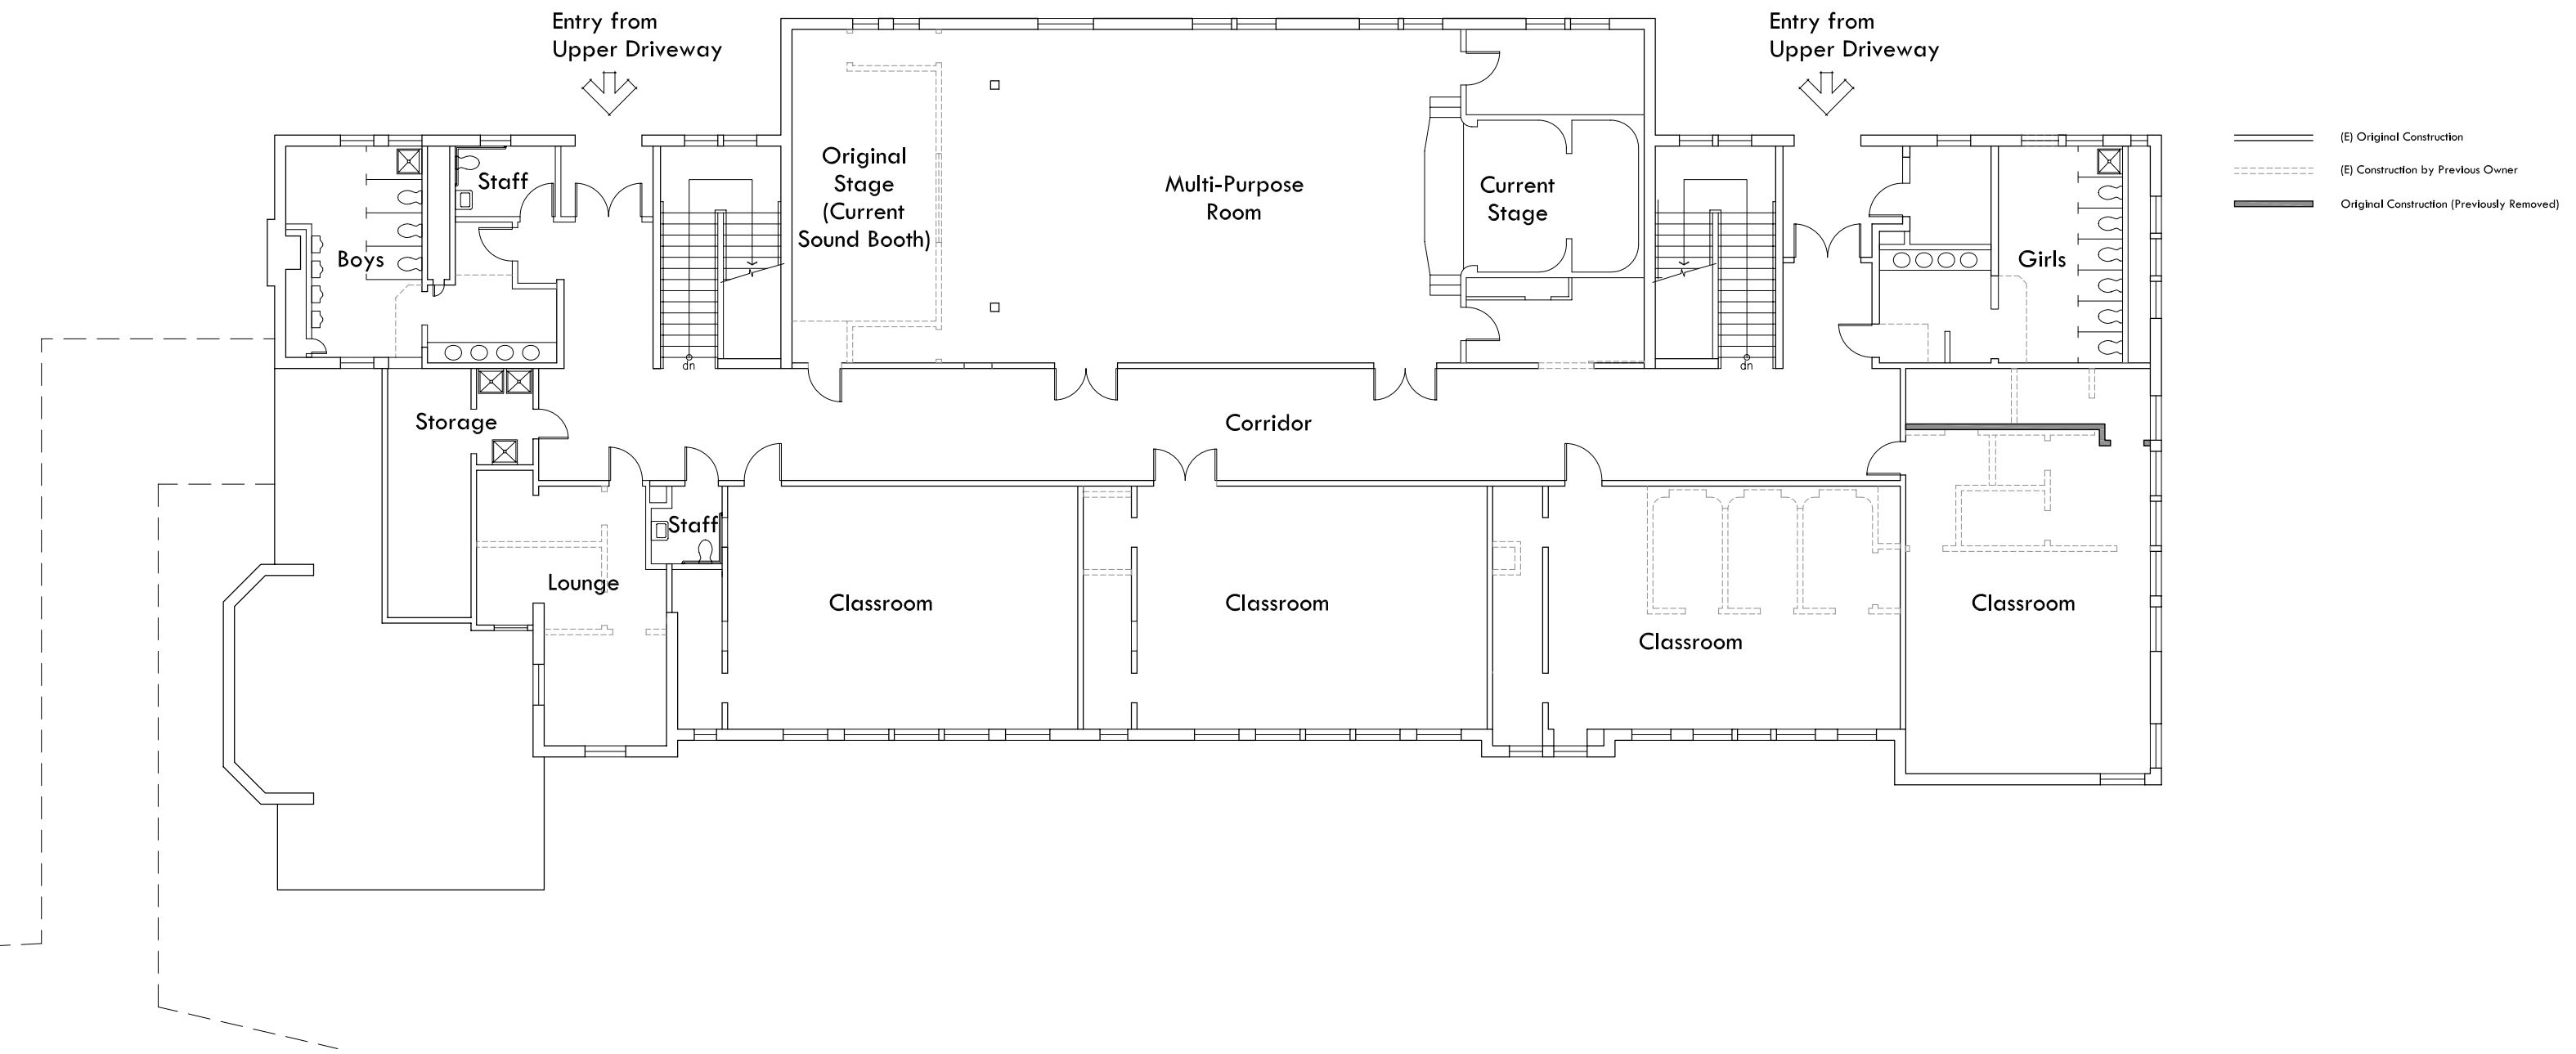 Entry from
Upper Driveway
Entry from
Upper Driveway
(E) Original Construction
(E) Construction by Previous Owner
Original Construction (Previously Removed)
Original
Stage
(Current
Sound Booth)
Multi-Purpose
Room
Current
Stage
Staff
Boys
Girls
dn
dn
Storage
Corridor
Staff
Lounge
Classroom
Classroom
Classroom
Classroom